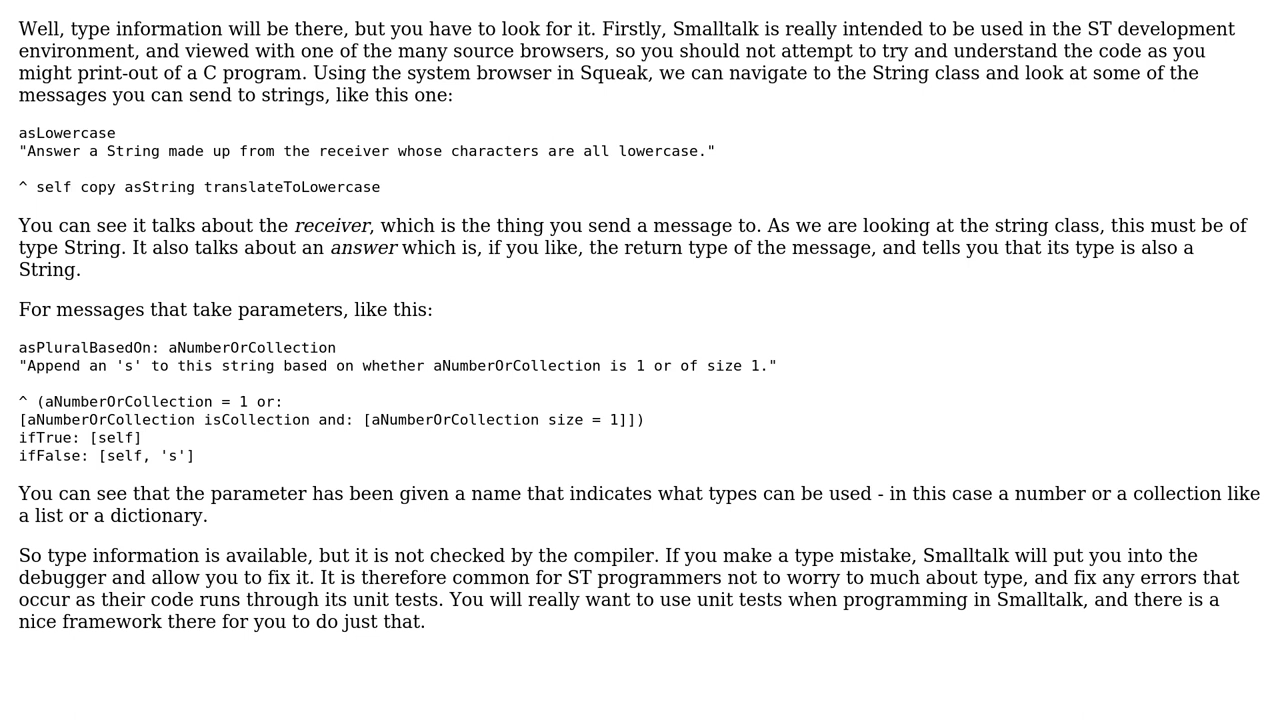 Well, type information will be there, but you have to look for it. Firstly, Smalltalk is really intended to be used in the ST development
environment, and viewed with one of the many source browsers, so you should not attempt to try and understand the code as you
might print-out of a C program. Using the system browser in Squeak, we can navigate to the String class and look at some of the
messages you can send to strings, like this one:
asLowercase
"Answer a String made up from the receiver whose characters are all lowercase."
^ self copy asString translateToLowercase
You can see it talks about the receiver, which is the thing you send a message to. As we are looking at the string class, this must be of
type String. It also talks about an answer which is, if you like, the return type of the message, and tells you that its type is also a
String.
For messages that take parameters, like this:
asPluralBasedOn: aNumberOrCollection
"Append an 's' to this string based on whether aNumberOrCollection is 1 or of size 1."
^ (aNumberOrCollection = 1 or:
[aNumberOrCollection isCollection and: [aNumberOrCollection size = 1]])
ifTrue: [self]
ifFalse: [self, 's']
You can see that the parameter has been given a name that indicates what types can be used - in this case a number or a collection like
a list or a dictionary.
So type information is available, but it is not checked by the compiler. If you make a type mistake, Smalltalk will put you into the
debugger and allow you to fix it. It is therefore common for ST programmers not to worry to much about type, and fix any errors that
occur as their code runs through its unit tests. You will really want to use unit tests when programming in Smalltalk, and there is a
nice framework there for you to do just that.